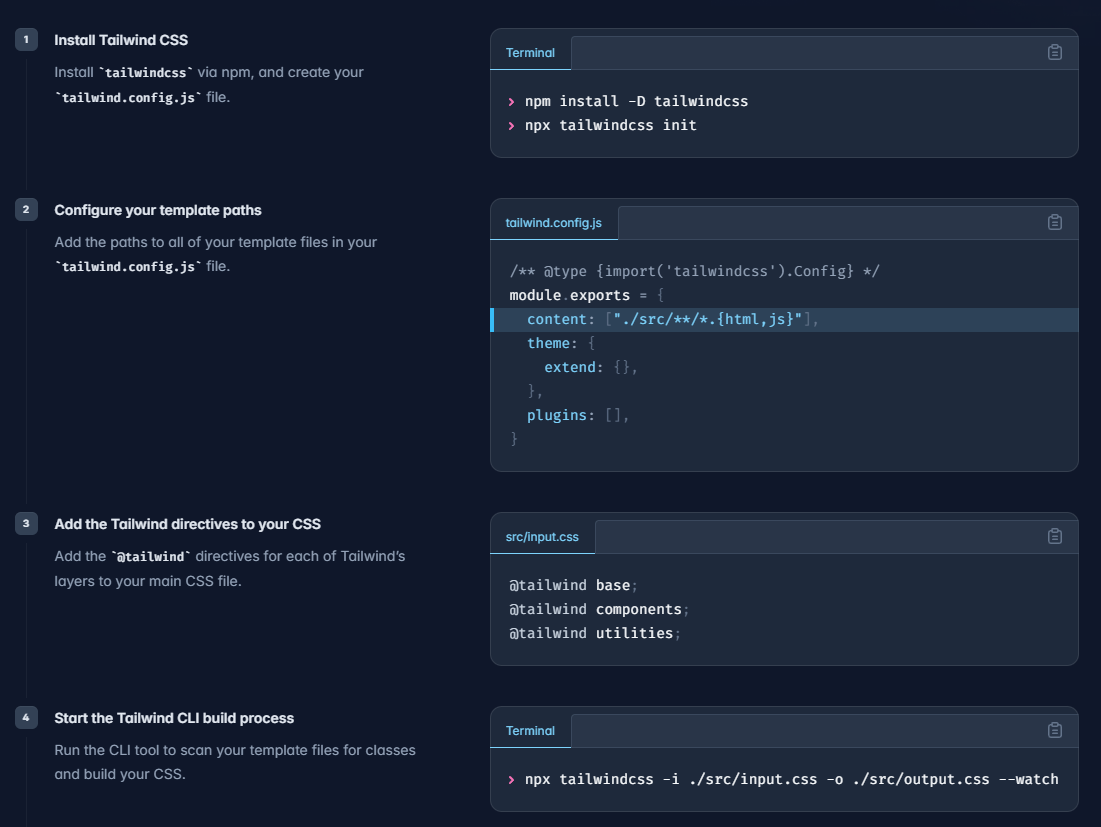 1
Install Tailwind CSS
Install `tailwindcss` via npm, and create your
`tailwind.config.js` file.
Terminal
> npm install -D tailwindcss
> npx tailwindcss init
2
Configure your template paths
Add the paths to all of your template files in your
`tailwind.config.js` file.
tailwind.config.js
/** @type {import('tailwindcss').Config} */
module.exports = {
  content: ["./src/**/*.{html,js}"],
  theme: {
    extend: {},
  },
  plugins: [],
}
3
Add the Tailwind directives to your CSS
Add the `@tailwind` directives for each of Tailwind’s
layers to your main CSS file.
src/input.css
@tailwind base;
@tailwind components;
@tailwind utilities;
4
Start the Tailwind CLI build process
Run the CLI tool to scan your template files for classes
and build your CSS.
Terminal
> npx tailwindcss -i ./src/input.css -o ./src/output.css --watch